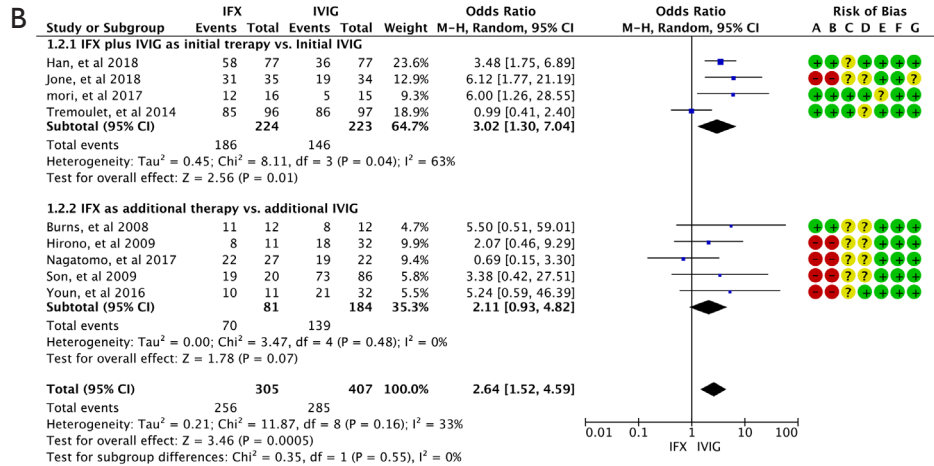 B
IFX IVIG Odds Ratio Odds Ratio Risk of Bias
Study or Subgroup Events Total Events Total Weight M-H, Random, 95% CI M-H, Random, 95% CI A B C D E F G
1.2.1 IFX plus IVIG as initial trerapy vs. Initial IVIG
Han, et al 2018 58 77 36 77 23.6% 3.48 [1.75, 6.89] + + ? + + + +
Jone, et al 2018 31 35 19 34 12.9% 6.12 [1.77, 21.19] - - ? ? + + ?
mori, et al 2017 12 16 5 15 9.3% 6.00 [1.26, 28.55] + + + + ? + +
Tremoulet, et al 2014 85 96 86 97 18.9% 0.99 [0.41, 2.40] + + + ? + + +
Subtotal (95% CI) 224 223 64.7% 3.02 [1.30, 7.04]
Total events 186 146
Heterogeneity: Tau² = 0.45; Chi² = 8.11, df = 3 (P = 0.04); I² = 63%
Test for overall effect: Z = 2.56 (P = 0.01)
1.2.2 IFX as additional therapy vs. additional IVIG
Burns, et al 2008 11 12 8 12 4.7% 5.50 [0.51, 59.01] + + ? ? + + +
Hirono, et al 2009 8 11 18 32 9.9% 2.07 [0.46, 9.29] - - ? ? + + +
Nagatomo, et al 2017 22 27 19 22 9.4% 0.69 [0.15, 3.30] - - ? ? + + +
Son, et al 2009 19 20 73 86 5.8% 3.38 [0.42, 27.51] - - ? ? + + +
Youn, et al 2016 10 11 21 32 5.5% 5.24 [0.59, 46.39] - - ? + + + +
Subtotal (95% CI) 81 184 35.3% 2.11 [0.93, 4.82]
Total events 70 139
Heterogeneity: Tau² = 0.00; Chi² = 3.47, df = 4 (P = 0.48); I² = 0%
Test for overall effect: Z = 1.78 (P = 0.07)
Total (95% CI) 305 407 100.0% 2.64 [1.52, 4.59]
Total events 256 285
Heterogeneity: Tau² = 0.21; Chi² = 11.87, df = 8 (P = 0.16); I² = 33%
Test for overall effect: Z = 3.46 (P = 0.0005)
Test for subgroup differences: Chi² = 0.35, df = 1 (P = 0.55), I² = 0%
0.01 0.1 1 10 100
IFX IVIG